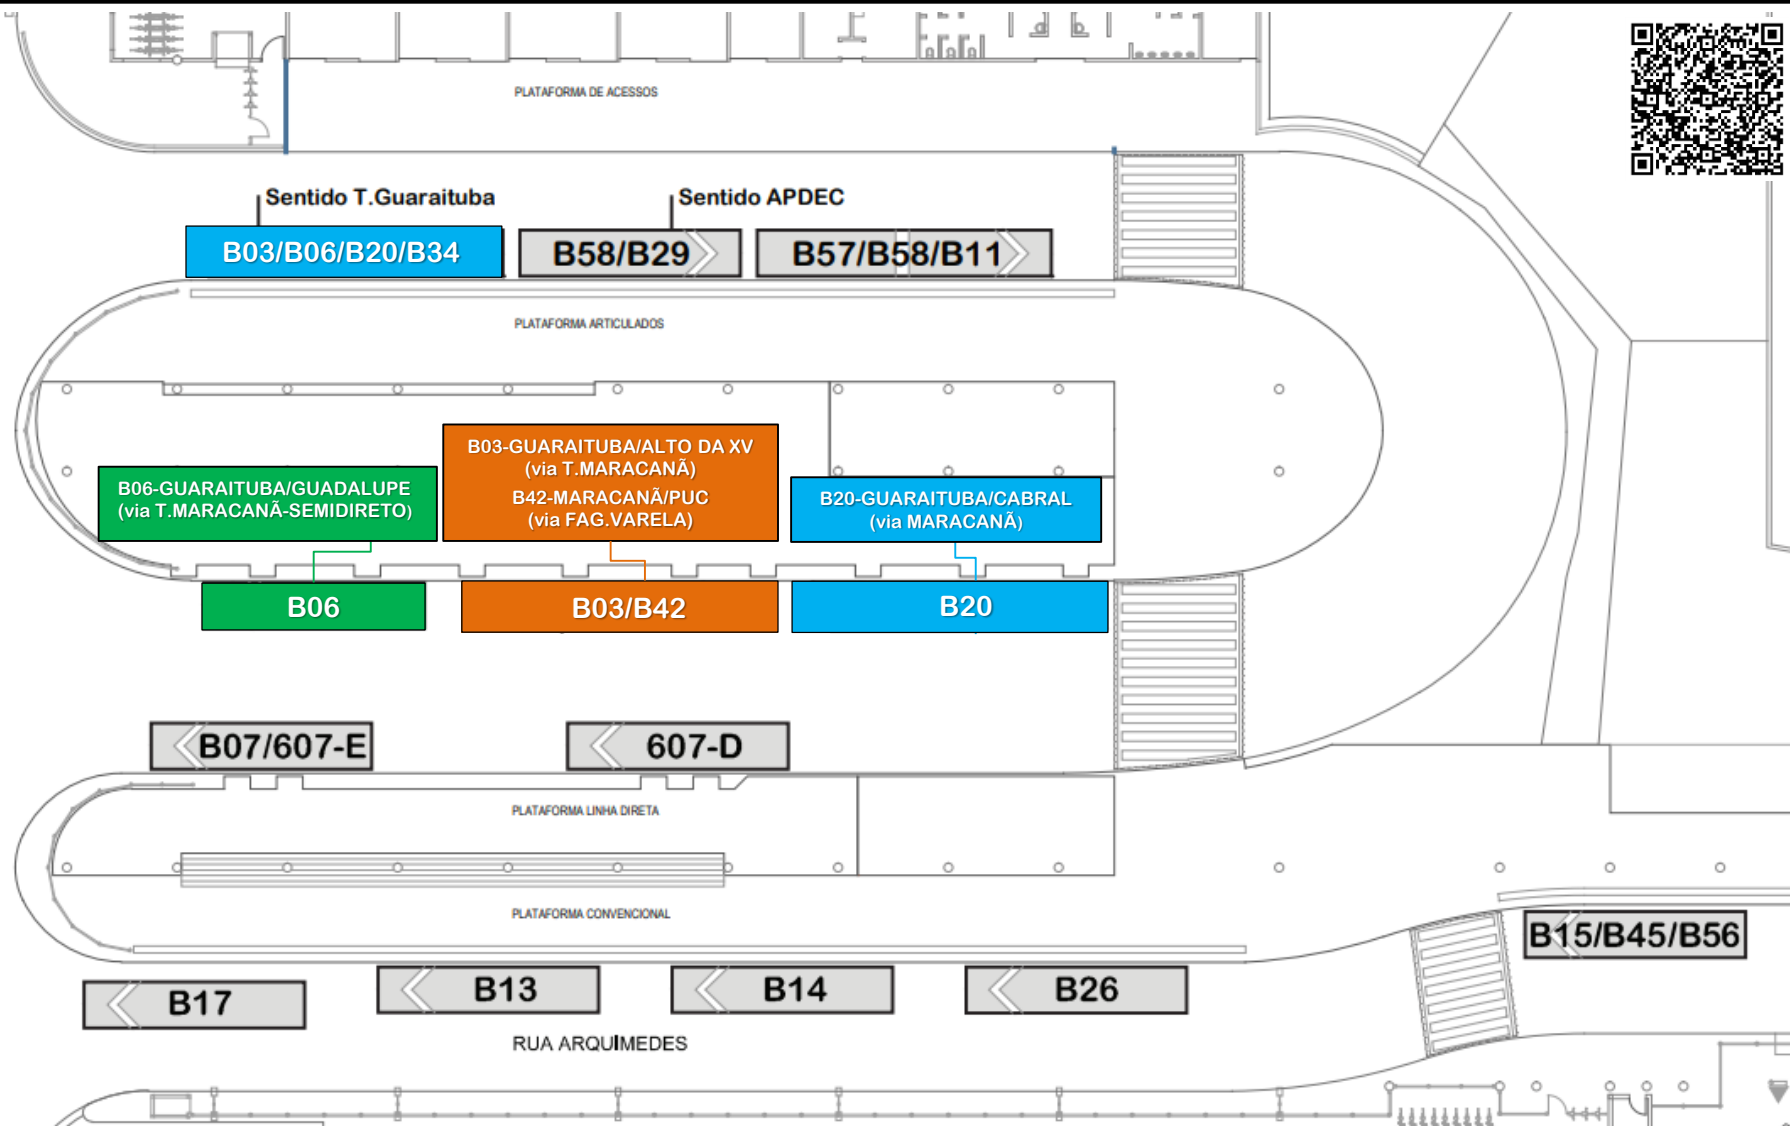 PLATAFORMA DE ACESSOS
Sentido T.Guaraituba
Sentido APDEC
B03/B06/B20/B34
B58/B29
B57/B58/B11
PLATAFORMA ARTICULADOS
B06-GUARAITUBA/GUADALUPE
(via T.MARACANÃ-SEMIDIRETO)
B03-GUARAITUBA/ALTO DA XV
(via T.MARACANÃ)
B42-MARACANÃ/PUC
(via FAG.VARELA)
B20-GUARAITUBA/CABRAL
(via MARACANÃ)
B06
B03/B42
B20
B07/607-E
607-D
PLATAFORMA LINHA DIRETA
PLATAFORMA CONVENCIONAL
B15/B45/B56
B17
B13
B14
B26
RUA ARQUÍMEDES